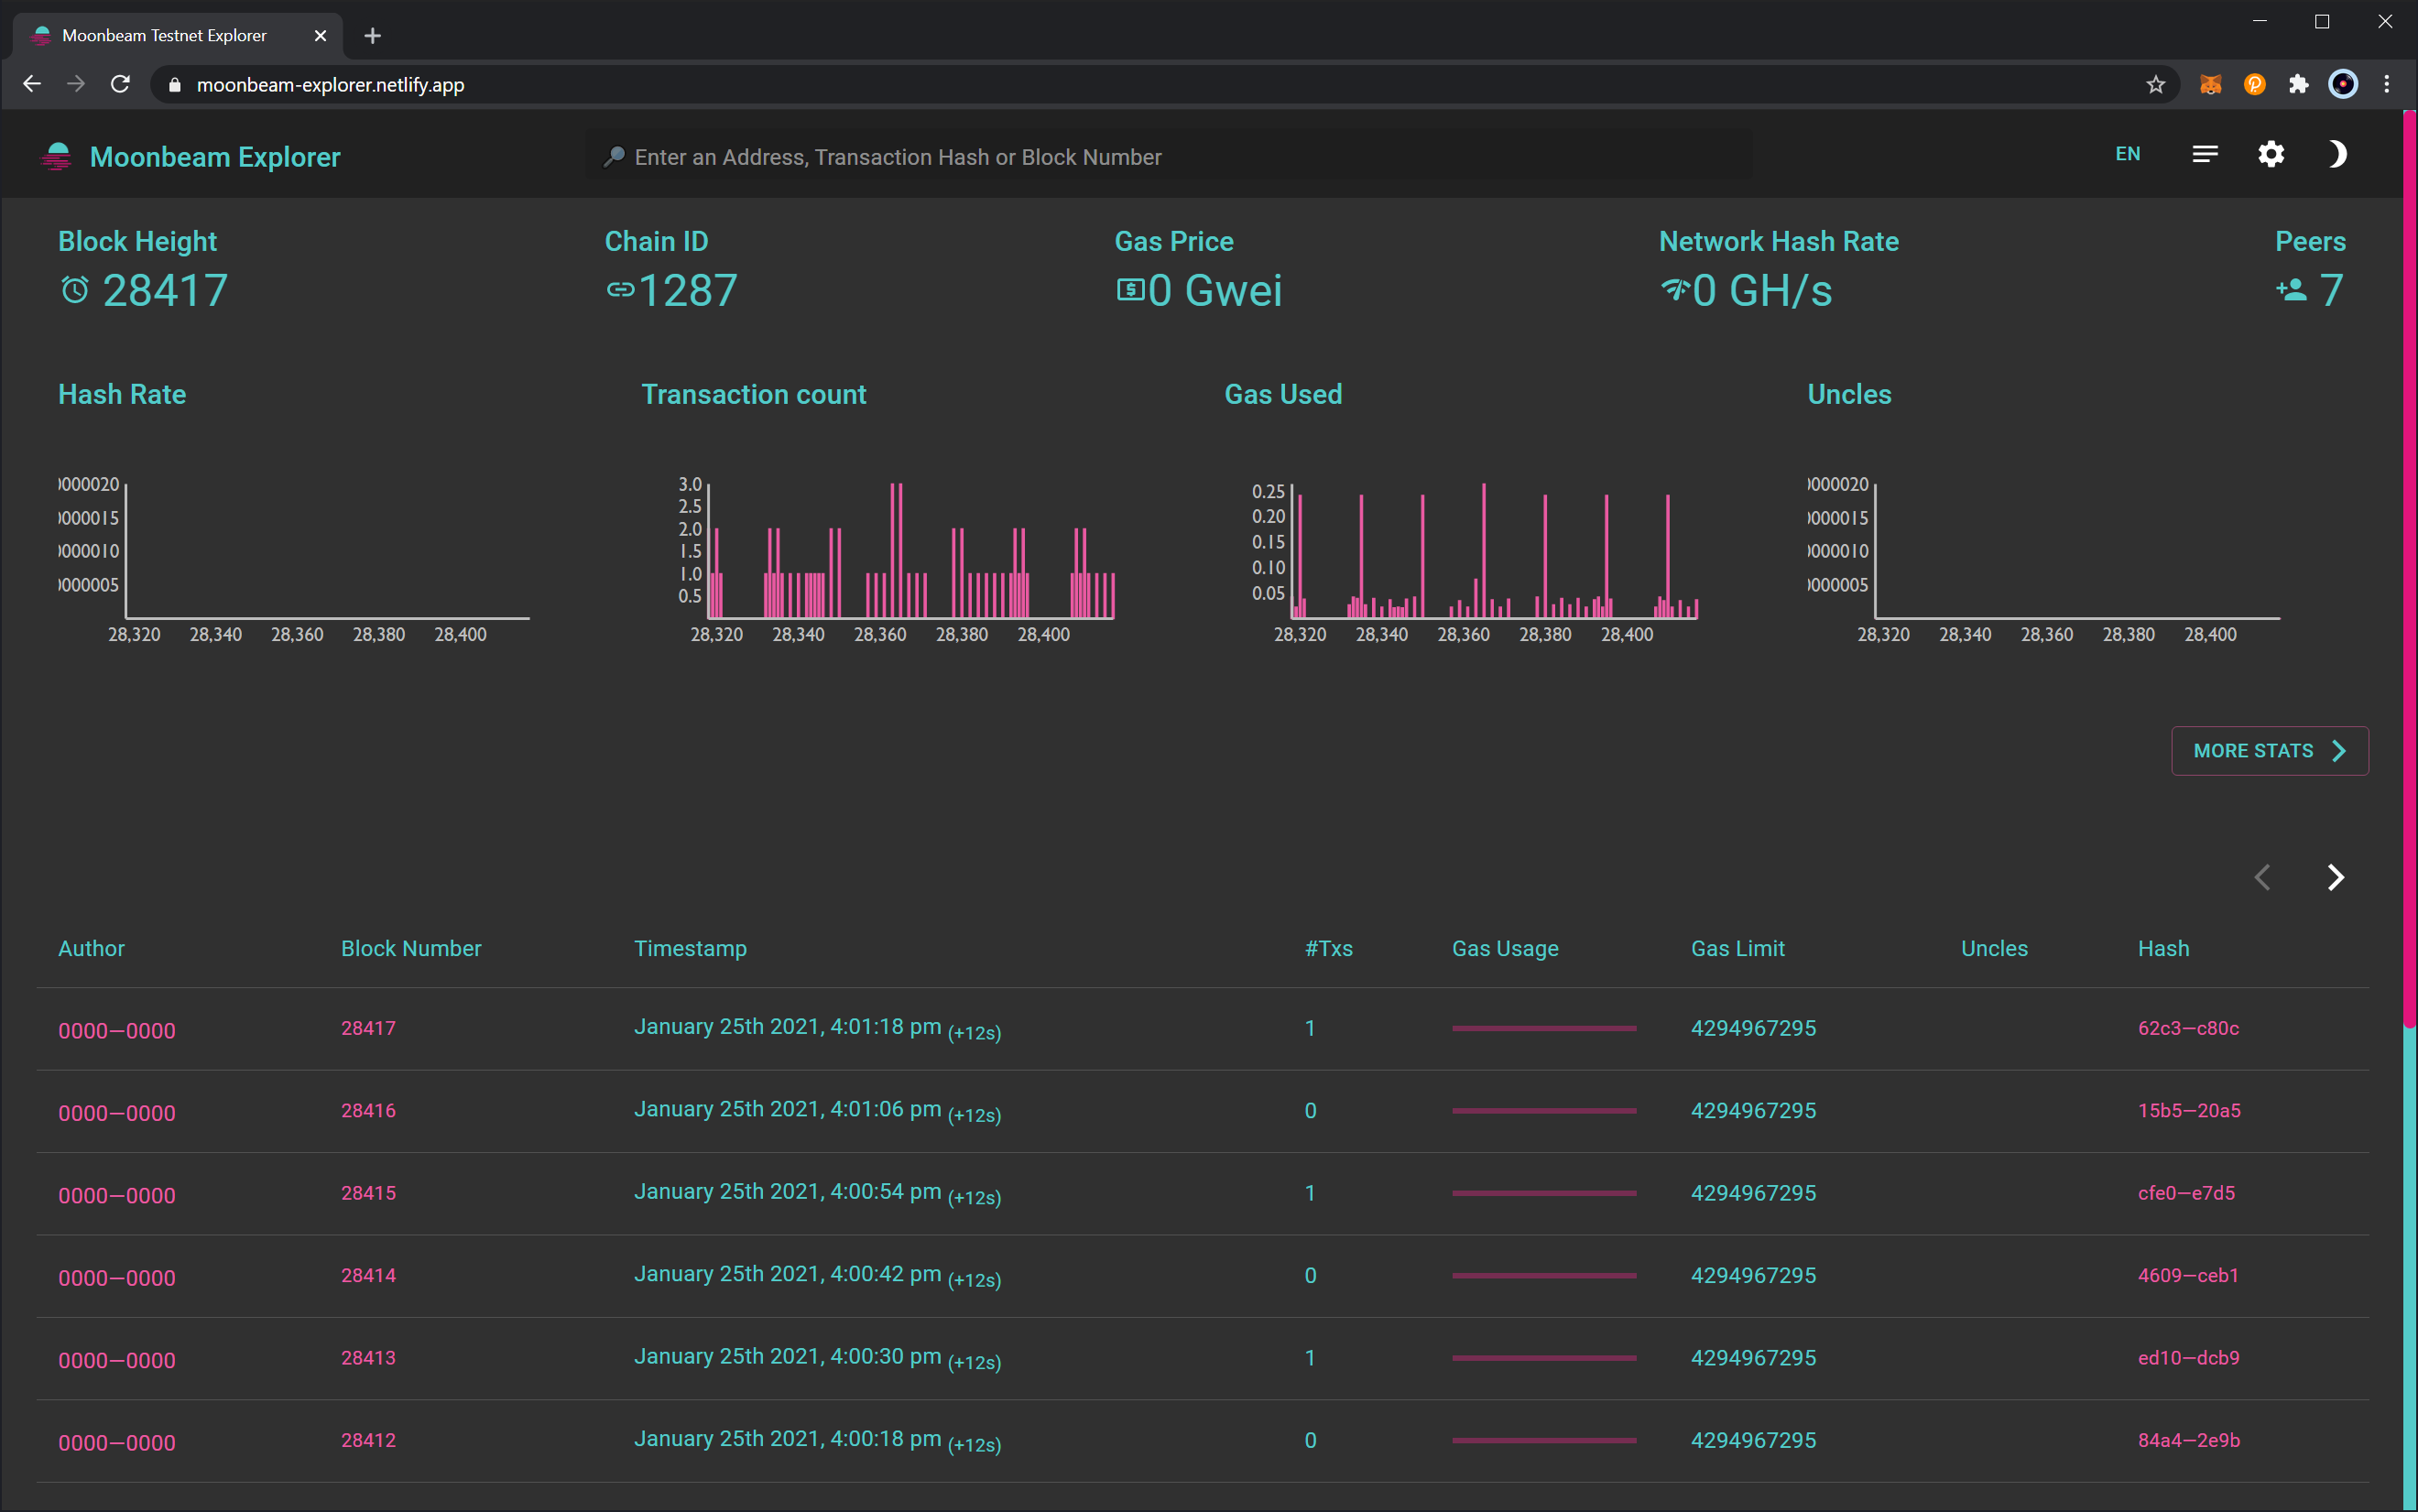 Moonbeam Testnet Explorer
moonbeam-explorer.netlify.app
Moonbeam Explorer
Enter an Address, Transaction Hash or Block Number
EN
Block Height
28417
Chain ID
1287
Gas Price
0 Gwei
Network Hash Rate
0 GH/s
Peers
7
Hash Rate
0000020
0000015
0000010
0000005
28,320 28,340 28,360 28,380 28,400
Transaction count
3.0
2.5
2.0
1.5
1.0
0.5
28,320 28,340 28,360 28,380 28,400
Gas Used
0.25
0.20
0.15
0.10
0.05
28,320 28,340 28,360 28,380 28,400
Uncles
0000020
0000015
0000010
0000005
28,320 28,340 28,360 28,380 28,400
MORE STATS
Author Block Number Timestamp #Txs Gas Usage Gas Limit Uncles Hash
0000—0000 28417 January 25th 2021, 4:01:18 pm (+12s) 1 4294967295 62c3—c80c
0000—0000 28416 January 25th 2021, 4:01:06 pm (+12s) 0 4294967295 15b5—20a5
0000—0000 28415 January 25th 2021, 4:00:54 pm (+12s) 1 4294967295 cfe0—e7d5
0000—0000 28414 January 25th 2021, 4:00:42 pm (+12s) 0 4294967295 4609—ceb1
0000—0000 28413 January 25th 2021, 4:00:30 pm (+12s) 1 4294967295 ed10—dcb9
0000—0000 28412 January 25th 2021, 4:00:18 pm (+12s) 0 4294967295 84a4—2e9b